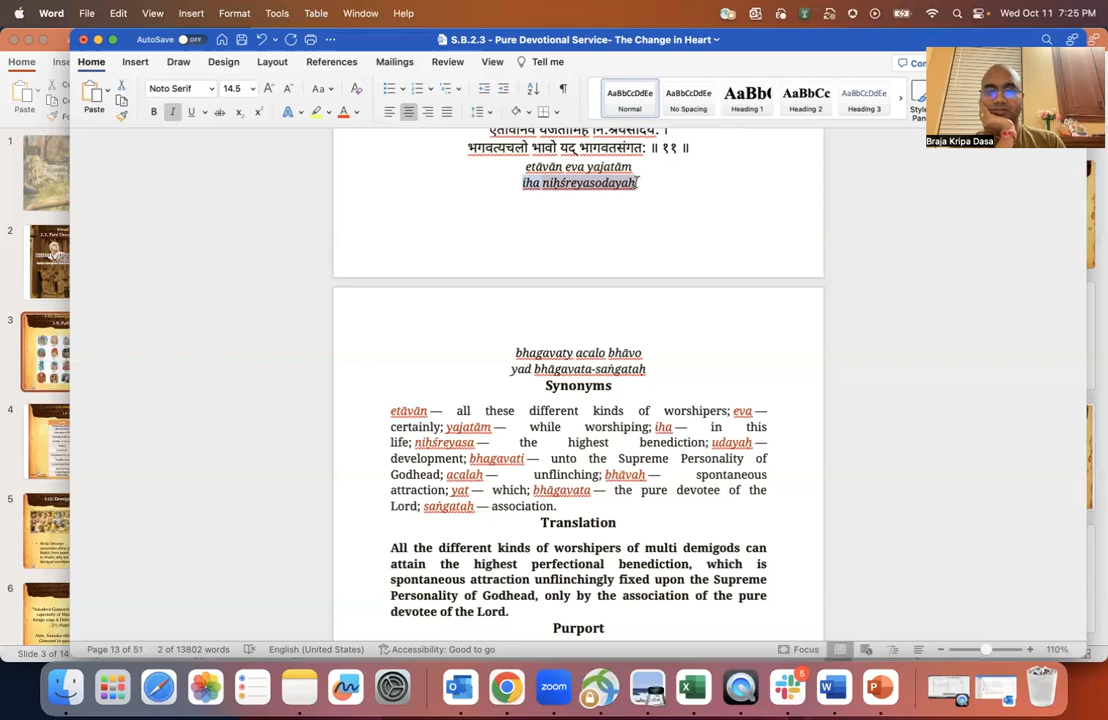 Word File Edit View Insert Format Tools Table Window Help Wed Oct 11 7:25 PM
AutoSave OFF S.B.2.3 - Pure Devotional Service- The Change in Heart
Home Insert Draw Design Layout References Mailings Review View Tell me
Paste Noto Serif 14.5
AaBbCcDdEe AaBbCcDdEe AaBbCcDdEe
Normal No Spacing Heading 1 Heading 2 Heading 3
Braja Kripa Dasa
भगवत्यचलो भावो यद् भागवतसंगत: ॥ ११ ॥
etāvān eva yajatām
iha niḥśreyasodayaḥ
bhagavaty acalo bhāvo
yad bhāgavata-saṅgataḥ
Synonyms
etāvān — all these different kinds of worshipers; eva —
certainly; yajatām — while worshiping; iha — in this
life; niḥśreyasa — the highest benediction; udayaḥ —
development; bhagavati — unto the Supreme Personality of
Godhead; acalaḥ — unflinching; bhāvaḥ — spontaneous
attraction; yat — which; bhāgavata — the pure devotee of the
Lord; saṅgataḥ — association.
Translation
All the different kinds of worshipers of multi demigods can
attain the highest perfectional benediction, which is
spontaneous attraction unflinchingly fixed upon the Supreme
Personality of Godhead, only by the association of the pure
devotee of the Lord.
Purport
Page 13 of 51 2 of 13802 words English (United States) Accessibility: Good to go Focus 110%
Slide 3 of 14